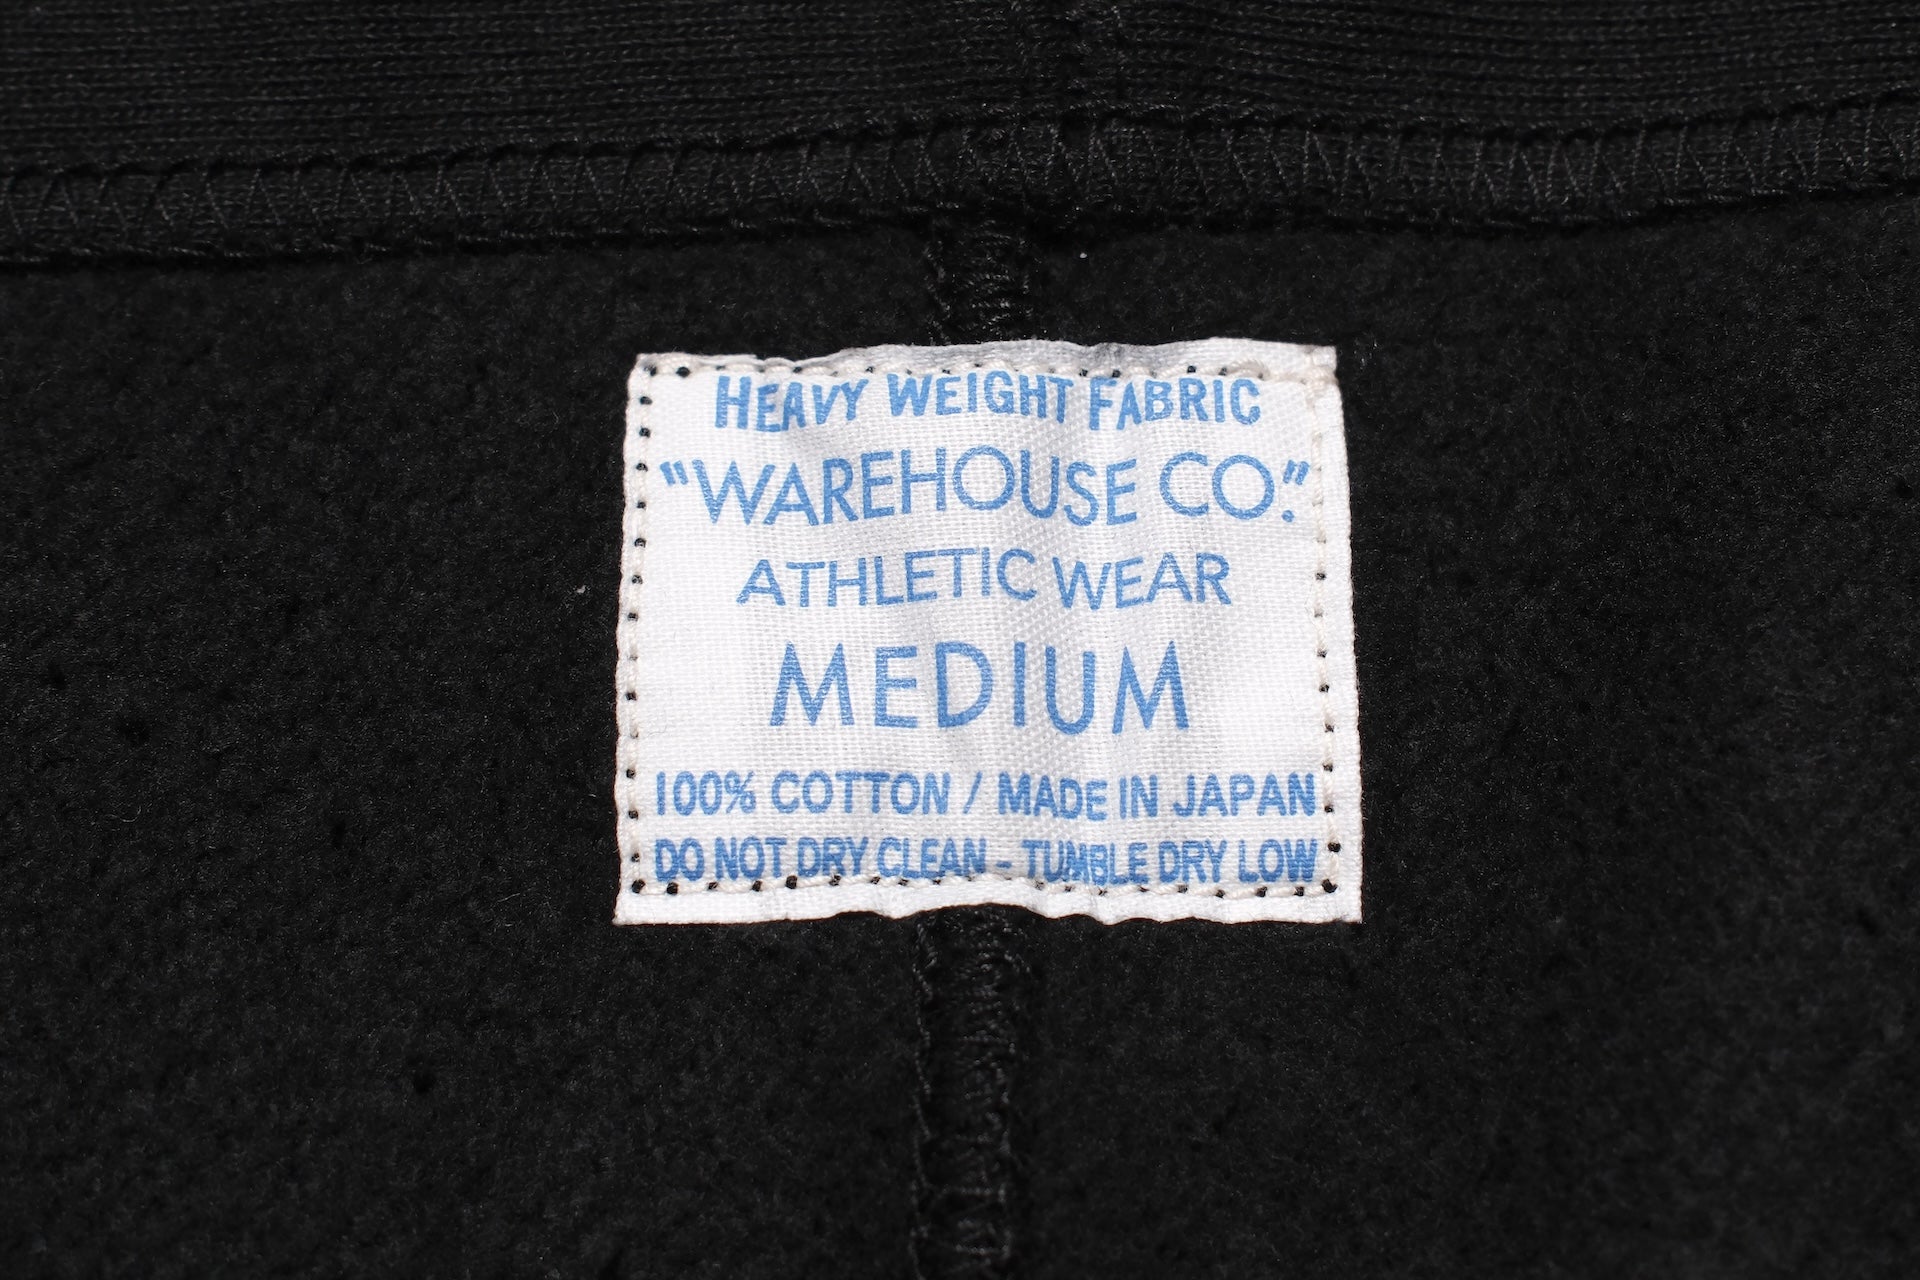 HEAVY WEIGHT FABRIC
"WAREHOUSE CO."
ATHLETIC WEAR
MEDIUM
100% COTTON / MADE IN JAPAN
DO NOT DRY CLEAN - TUMBLE DRY LOW